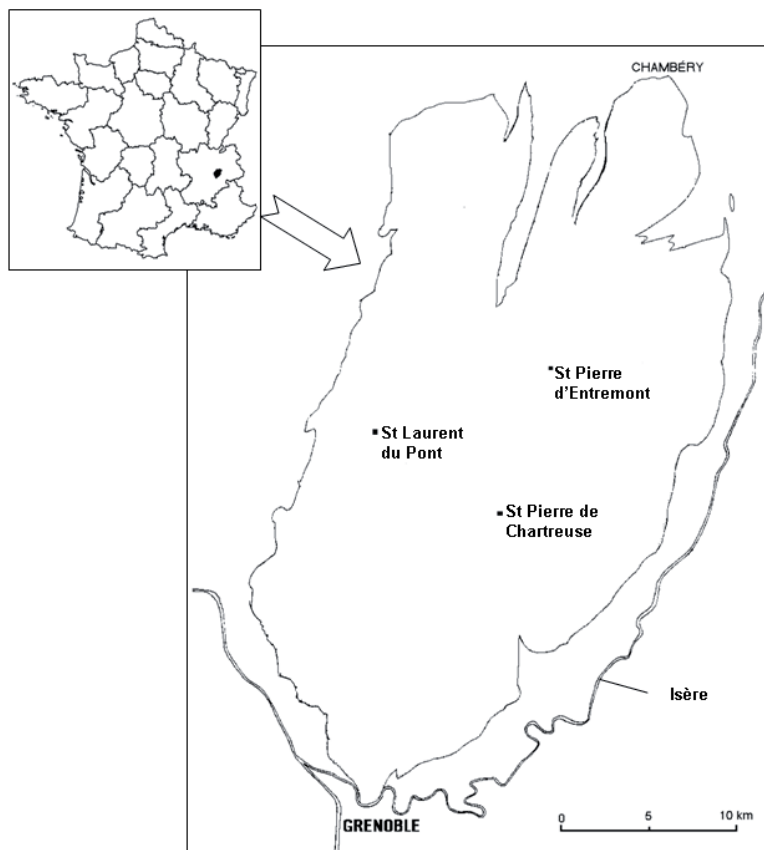 CHAMBÉRY
St Pierre
d'Entremont
St Laurent
du Pont
St Pierre de
Chartreuse
Isère
GRENOBLE
0 5 10 km